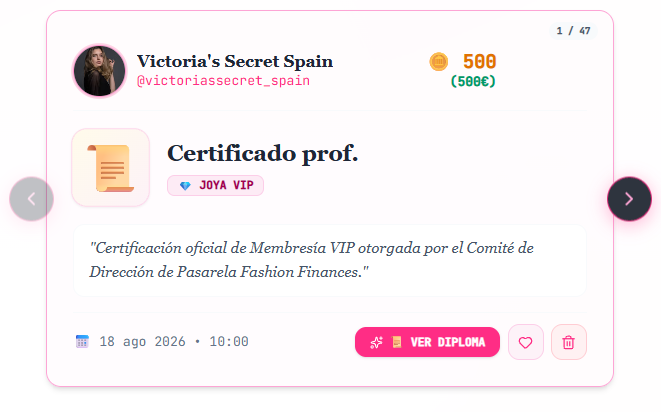 1 / 47
Victoria's Secret Spain
500
@victoriassecret_spain
(500€)
Certificado prof.
JOYA VIP
"Certificación oficial de Membresía VIP otorgada por el Comité de
Dirección de Pasarela Fashion Finances."
18 ago 2026 • 10:00
VER DIPLOMA